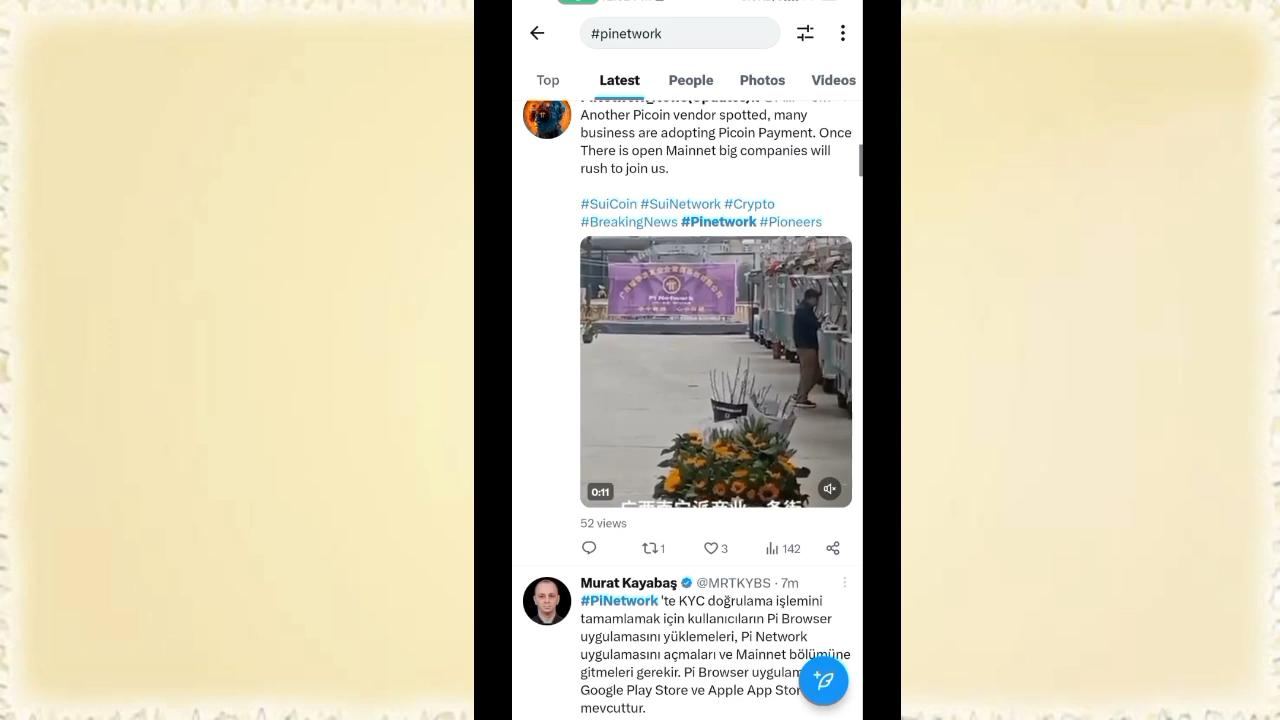 #pinetwork
Top Latest People Photos Videos
Another Picoin vendor spotted, many
business are adopting Picoin Payment. Once
There is open Mainnet big companies will
rush to join us.
#SuiCoin #SuiNetwork #Crypto
#BreakingNews #Pinetwork #Pioneers
Pi Network
0:11
52 views
1 3 142
Murat Kayabaş @MRTKYBS · 7m
#PiNetwork 'te KYC doğrulama işlemini
tamamlamak için kullanıcıların Pi Browser
uygulamasını yüklemeleri, Pi Network
uygulamasını açmaları ve Mainnet bölümüne
gitmeleri gerekir. Pi Browser
Google Play Store ve Apple App
mevcuttur.